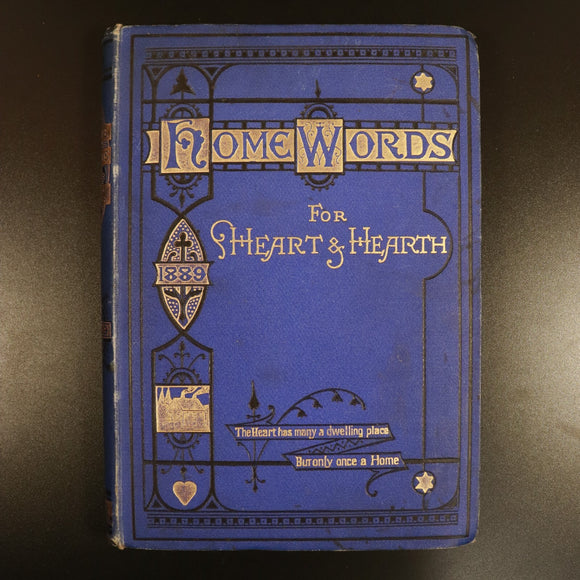 HOME WORDS
FOR
HEART & HEARTH
1889
The Heart has many a dwelling place
But only once a Home